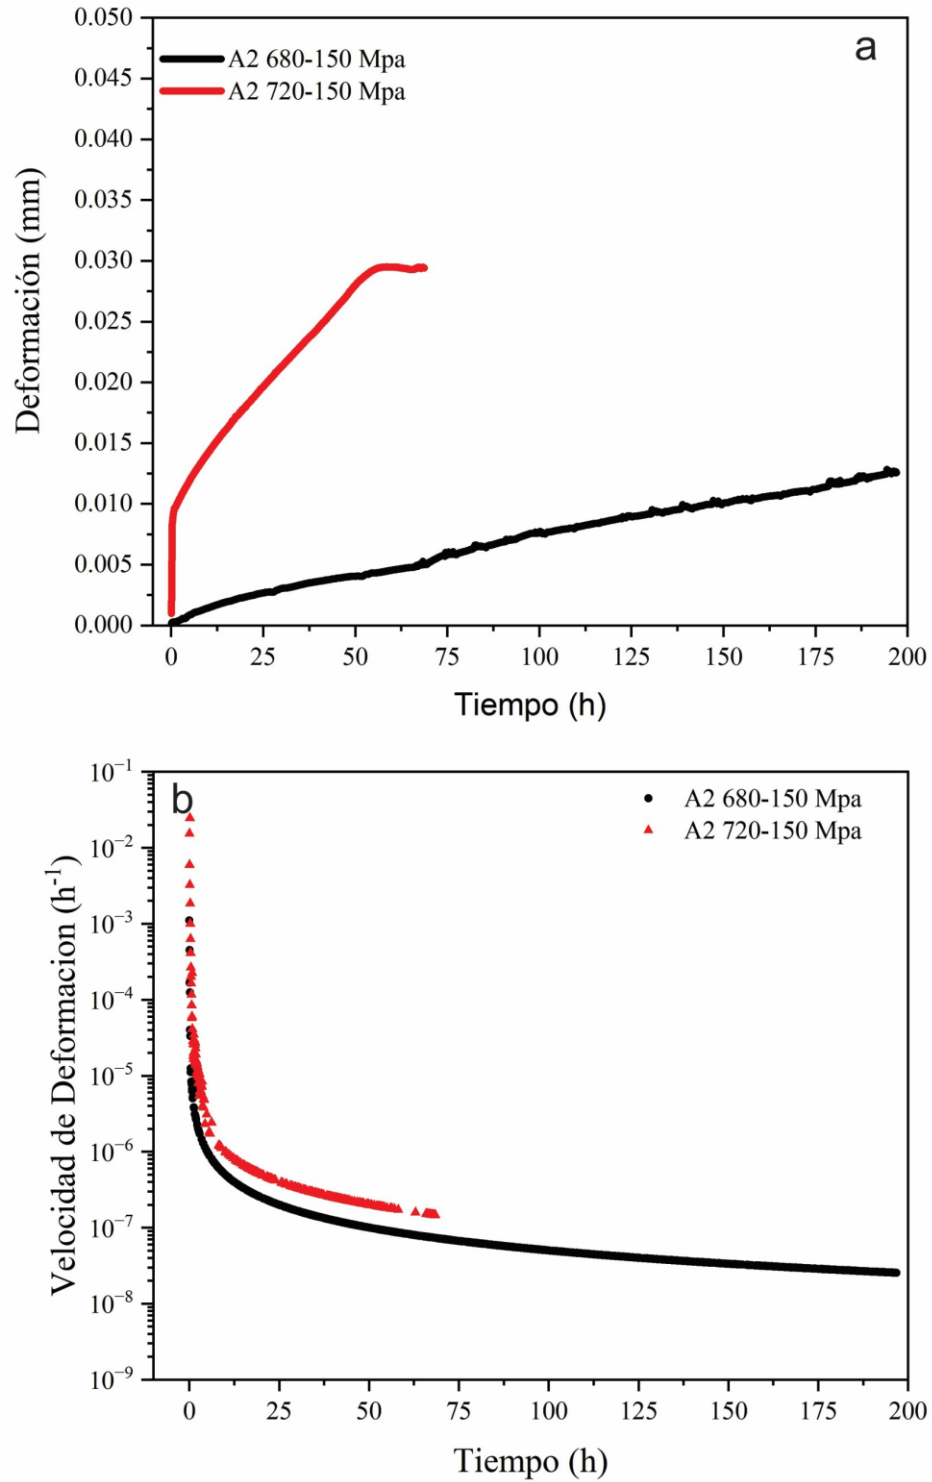 a
A2 680-150 Mpa
A2 720-150 Mpa
Deformación (mm)
0.050
0.045
0.040
0.035
0.030
0.025
0.020
0.015
0.010
0.005
0.000
0 25 50 75 100 125 150 175 200
Tiempo (h)
b
A2 680-150 Mpa
A2 720-150 Mpa
Velocidad de Deformacion (h⁻¹)
10⁻¹
10⁻²
10⁻³
10⁻⁴
10⁻⁵
10⁻⁶
10⁻⁷
10⁻⁸
10⁻⁹
0 25 50 75 100 125 150 175 200
Tiempo (h)